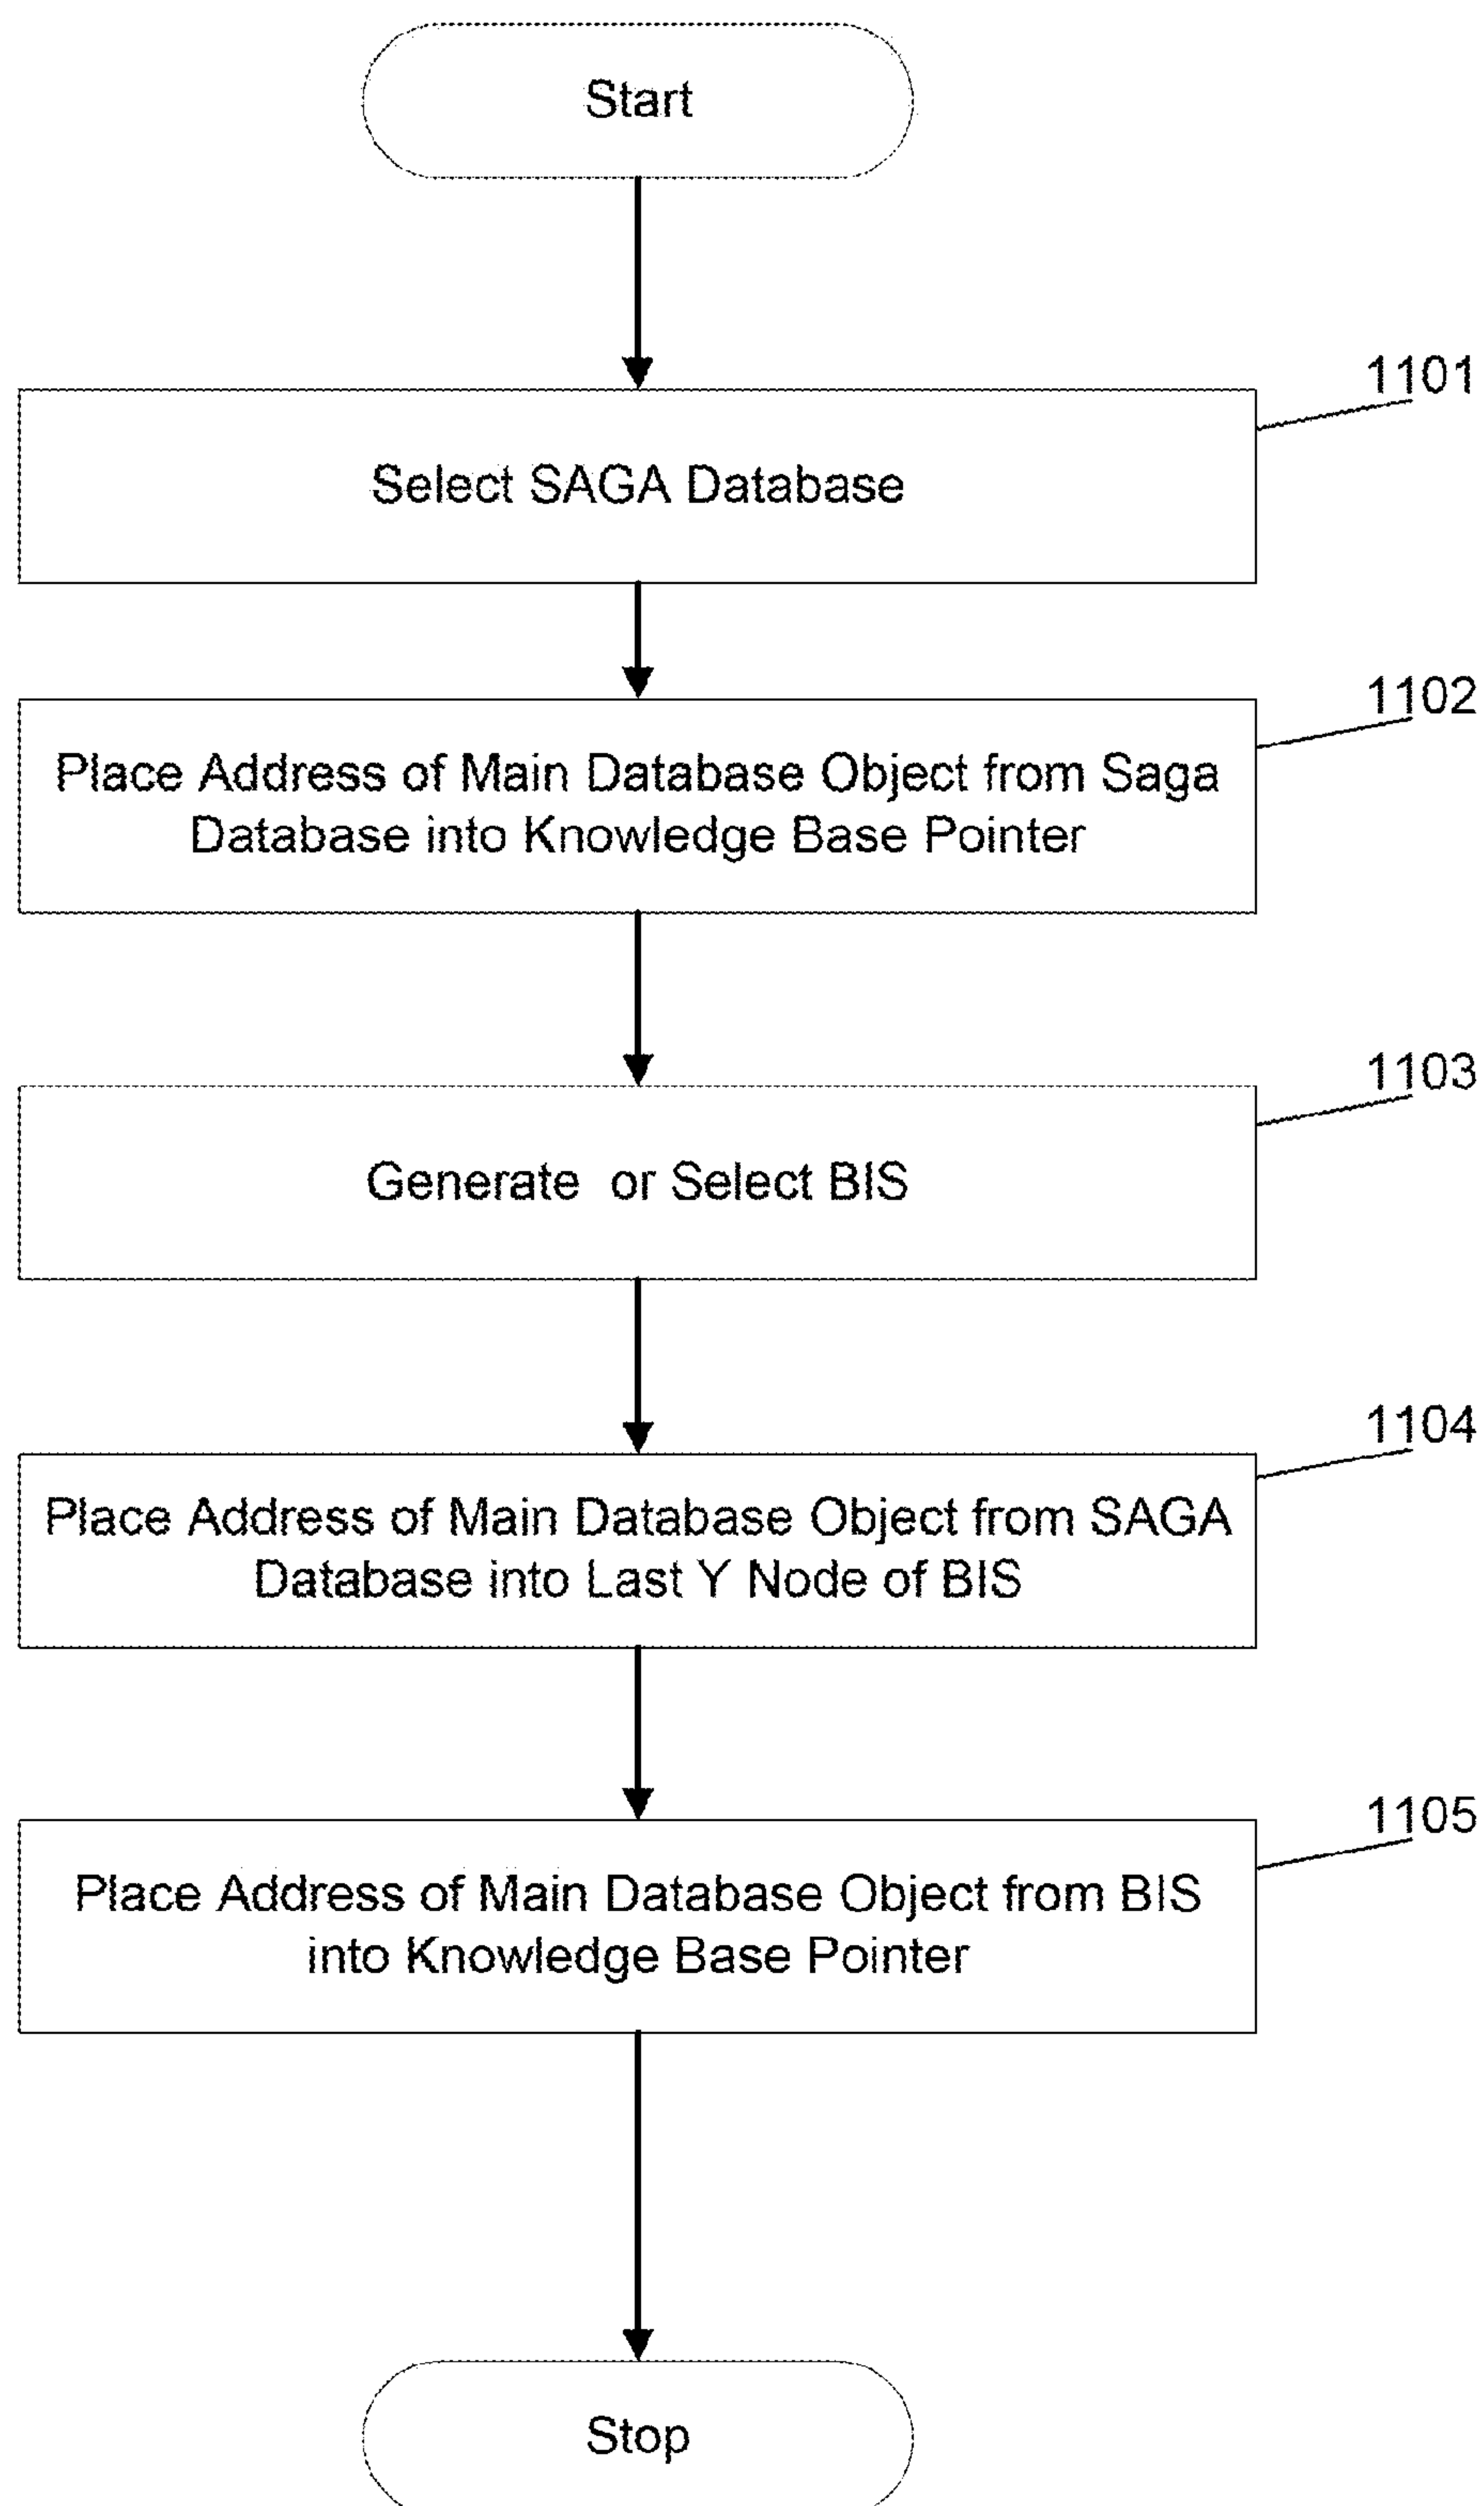 Start
1101
Select SAGA Database
1102
Place Address of Main Database Object from Saga
Database into Knowledge Base Pointer
1103
Generate or Select BIS
1104
Place Address of Main Database Object from SAGA
Database into Last Y Node of BIS
1105
Place Address of Main Database Object from BIS
into Knowledge Base Pointer
Stop